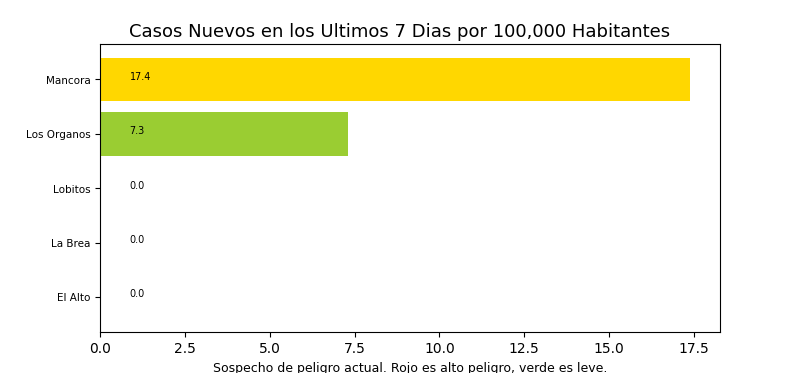 Casos Nuevos en los Ultimos 7 Dias por 100,000 Habitantes
Mancora 17.4
Los Organos 7.3
Lobitos 0.0
La Brea 0.0
El Alto 0.0
0.0 2.5 5.0 7.5 10.0 12.5 15.0 17.5
Sospecho de peligro actual. Rojo es alto peligro, verde es leve.